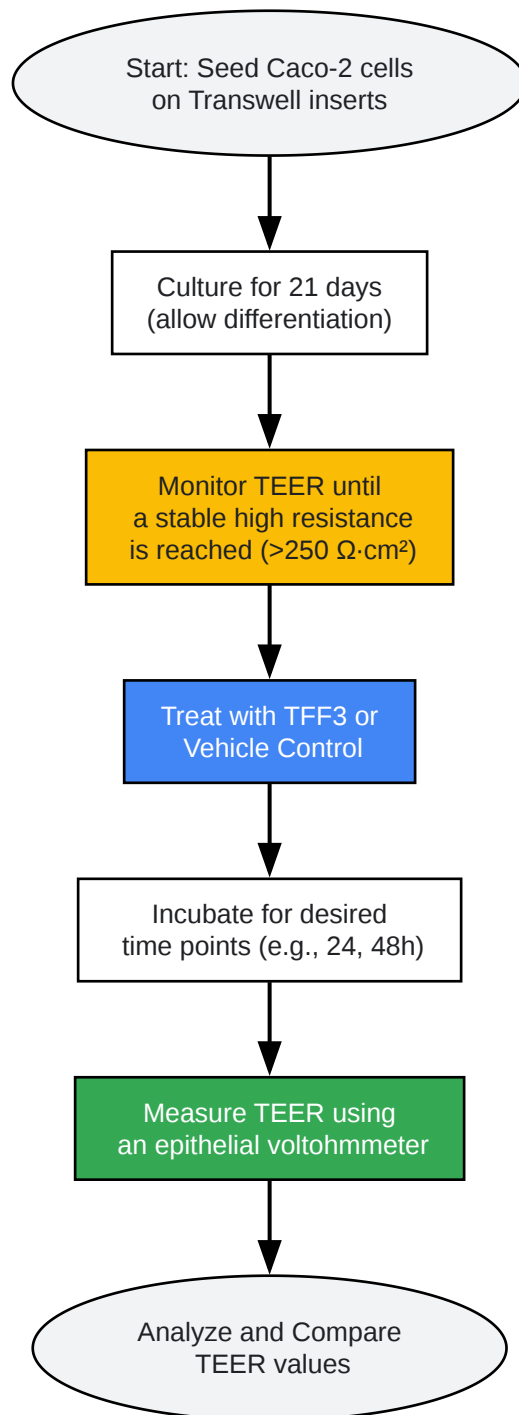 Start: Seed Caco-2 cells
on Transwell inserts
Culture for 21 days
(allow differentiation)
Monitor TEER until
a stable high resistance
is reached (>250 Ω·cm²)
Treat with TFF3 or
Vehicle Control
Incubate for desired
time points (e.g., 24, 48h)
Measure TEER using
an epithelial voltohmmeter
Analyze and Compare
TEER values